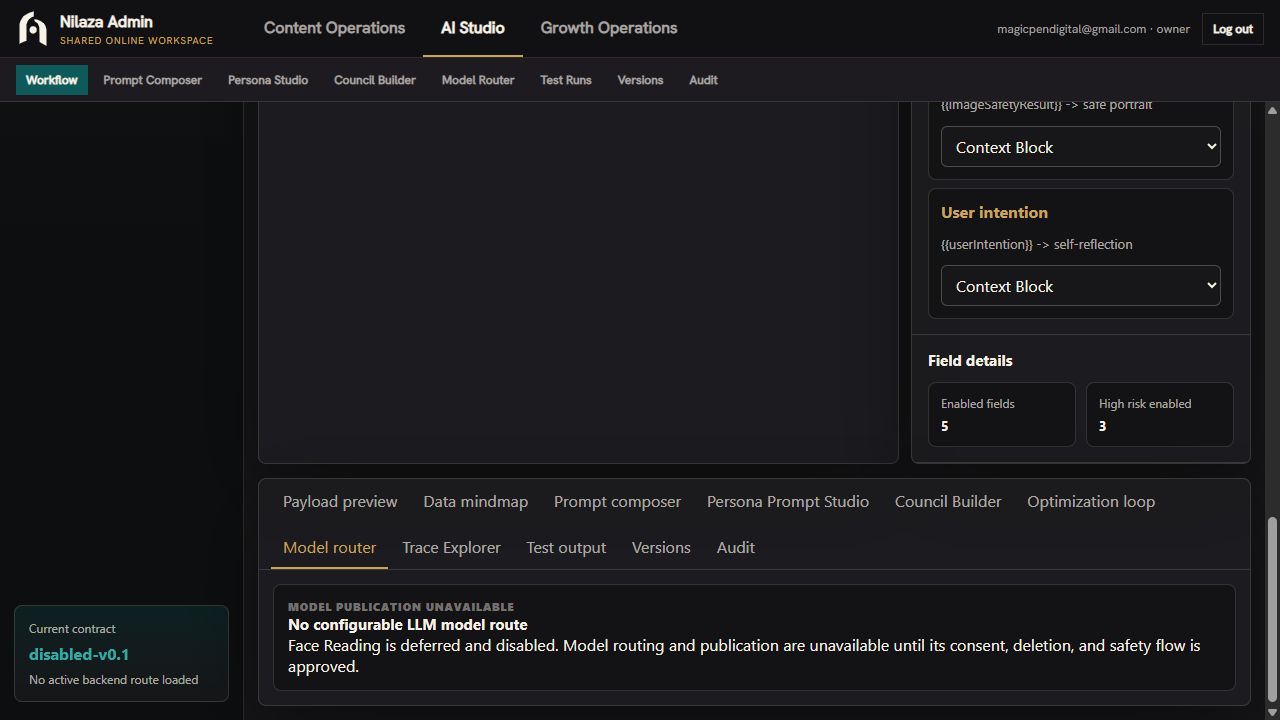 Nilaza Admin
SHARED ONLINE WORKSPACE
Content Operations
AI Studio
Growth Operations
magicpendigital@gmail.com · owner
Log out
Workflow
Prompt Composer
Persona Studio
Council Builder
Model Router
Test Runs
Versions
Audit
{{imageSafetyResult}} -> safe portrait
Context Block
User intention
{{userIntention}} -> self-reflection
Context Block
Field details
Enabled fields
5
High risk enabled
3
Payload preview
Data mindmap
Prompt composer
Persona Prompt Studio
Council Builder
Optimization loop
Model router
Trace Explorer
Test output
Versions
Audit
MODEL PUBLICATION UNAVAILABLE
No configurable LLM model route
Face Reading is deferred and disabled. Model routing and publication are unavailable until its consent, deletion, and safety flow is
approved.
Current contract
disabled-v0.1
No active backend route loaded